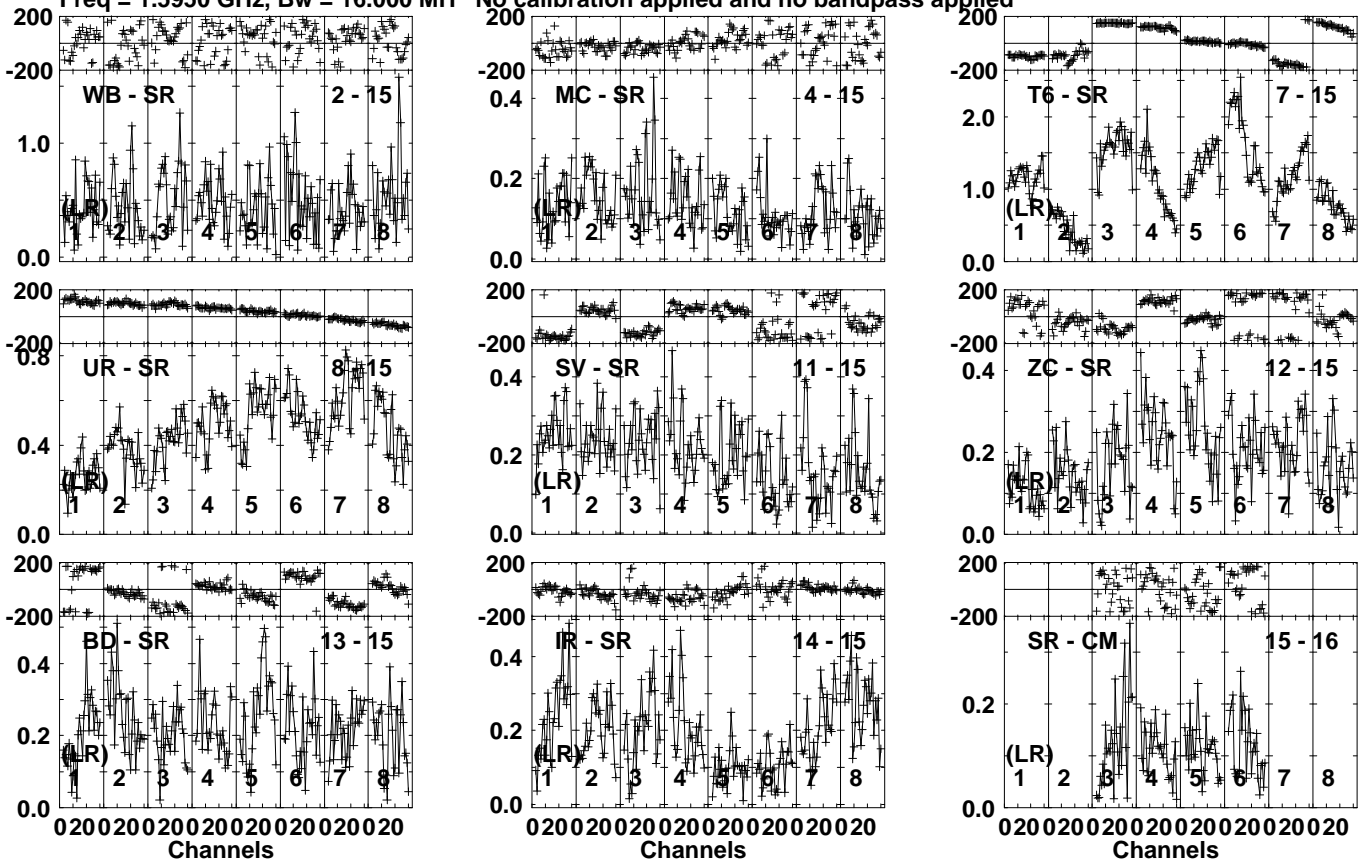 Freq = 1.5950 GHz, Bw = 16.000 MH No calibration applied and no bandpass applied
200 200 200
-200 -200 -200
WB - SR 2 - 15 MC - SR 4 - 15 T6 - SR 7 - 15
0.4 2.0
1.0
0.2 1.0
(LR) (LR) (LR)
1 2 3 4 5 6 7 8 1 2 3 4 5 6 7 8 1 2 3 4 5 6 7 8
0.0 0.0 0.0
200 200 200
-200 -200 -200
0.8
UR - SR 8 - 15 SV - SR 11 - 15 ZC - SR 12 - 15
0.4 0.4
0.4 0.2 0.2
(LR) (LR) (LR)
1 2 3 4 5 6 7 8 1 2 3 4 5 6 7 8 1 2 3 4 5 6 7 8
0.0 0.0 0.0
200 200 200
-200 -200 -200
BD - SR 13 - 15 IR - SR 14 - 15 SR - CM 15 - 16
0.4 0.4
0.2 0.2 0.2
(LR) (LR) (LR)
1 2 3 4 5 6 7 8 1 2 3 4 5 6 7 8 1 2 3 4 5 6 7 8
0.0 0.0 0.0
0 20 0 20 0 20 0 20 0 20 0 20 0 20 0 20 0 20 0 20 0 20 0 20 0 20 0 20 0 20 0 20 0 20 0 20 0 20 0 20 0 20 0 20 0 20 0 20
Channels Channels Channels